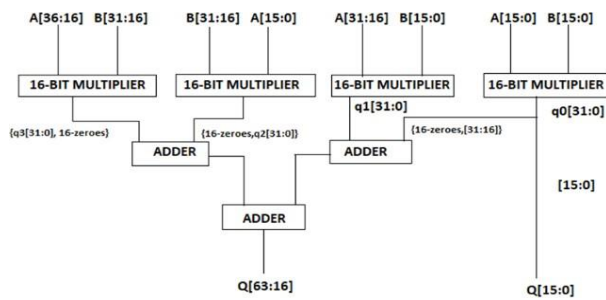 A[36:16] B[31:16] B[31:16] A[15:0] A[31:16] B[15:0] A[15:0] B[15:0]
16-BIT MULTIPLIER 16-BIT MULTIPLIER 16-BIT MULTIPLIER 16-BIT MULTIPLIER
q1[31:0] q0[31:0]
{q3[31:0], 16-zeroes} {16-zeroes,q2[31:0]} {16-zeroes,[31:16]}
ADDER ADDER
[15:0]
ADDER
Q[63:16] Q[15:0]